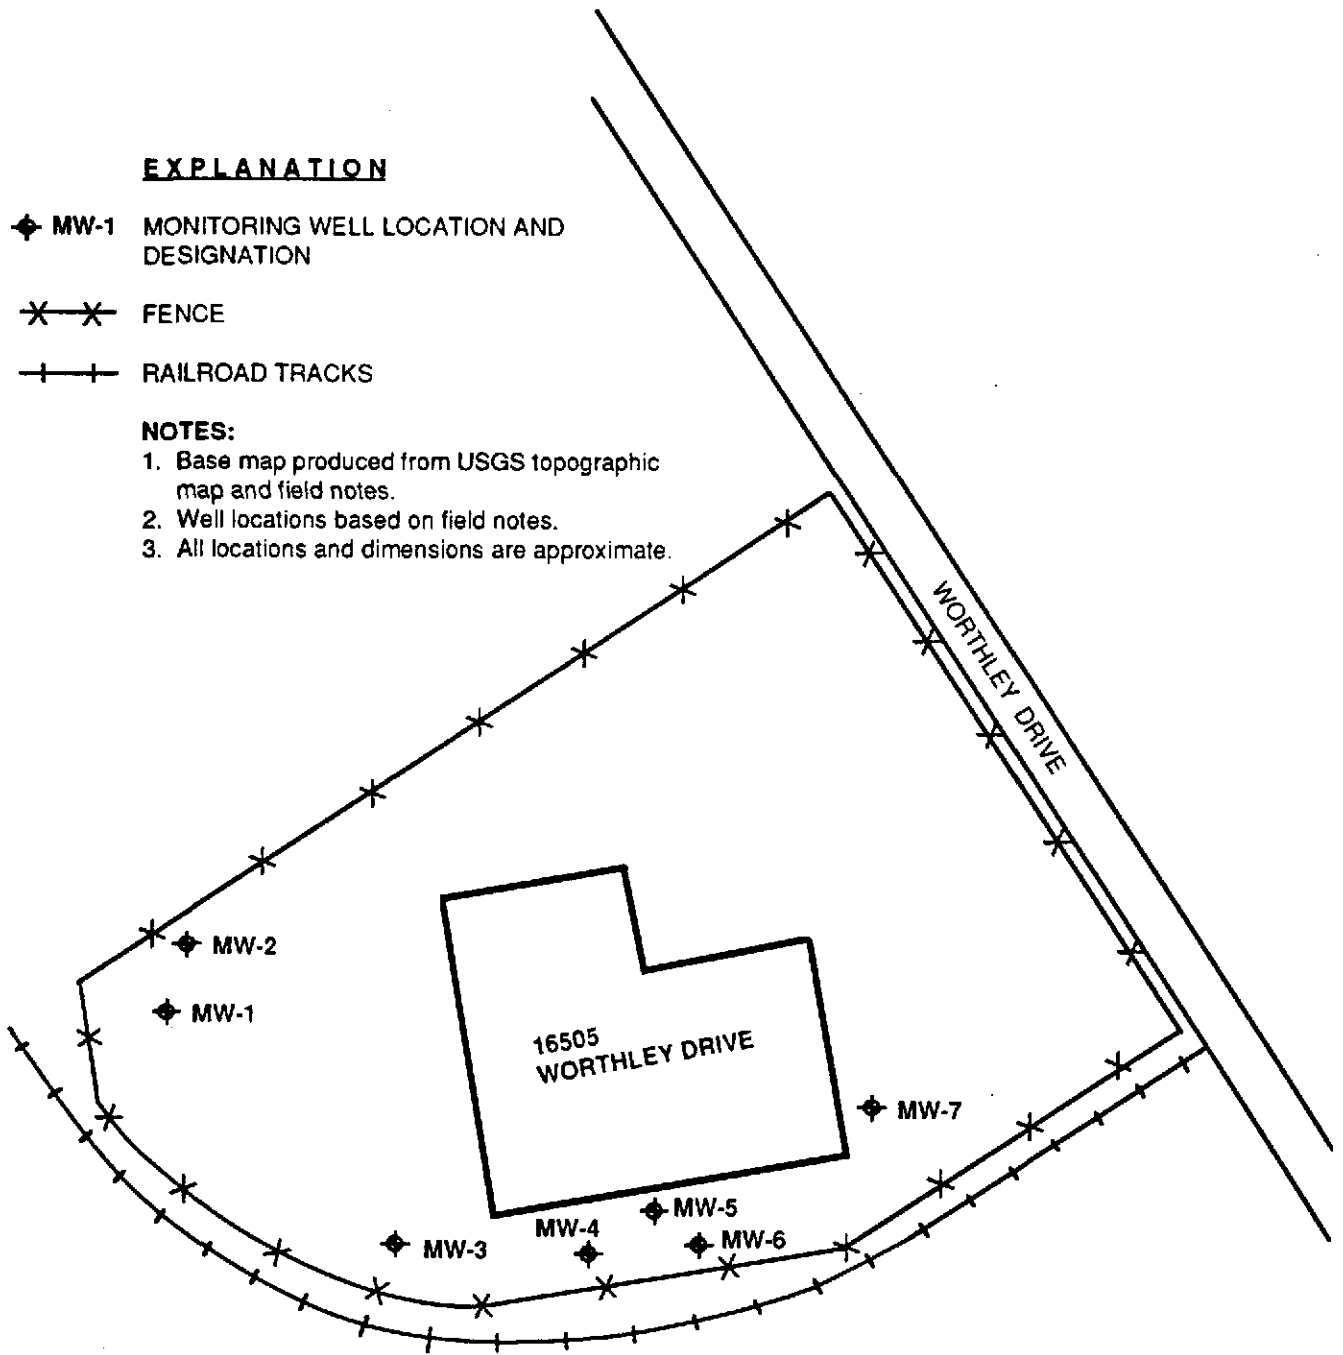 EXPLANATION
MW-1 MONITORING WELL LOCATION AND
DESIGNATION
FENCE
RAILROAD TRACKS
NOTES:
1. Base map produced from USGS topographic
map and field notes.
2. Well locations based on field notes.
3. All locations and dimensions are approximate.
WORTHLEY DRIVE
MW-2
MW-1
16505
WORTHLEY DRIVE
MW-7
MW-5
MW-4
MW-6
MW-3